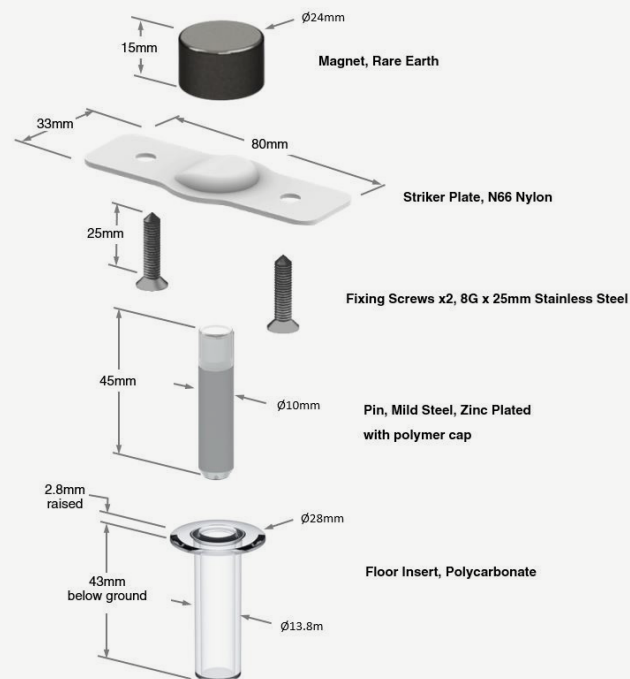 Ø24mm
15mm
Magnet, Rare Earth
33mm
80mm
Striker Plate, N66 Nylon
25mm
Fixing Screws x2, 8G x 25mm Stainless Steel
45mm
Ø10mm
Pin, Mild Steel, Zinc Plated
with polymer cap
2.8mm
raised
Ø28mm
43mm
below ground
Floor Insert, Polycarbonate
Ø13.8m